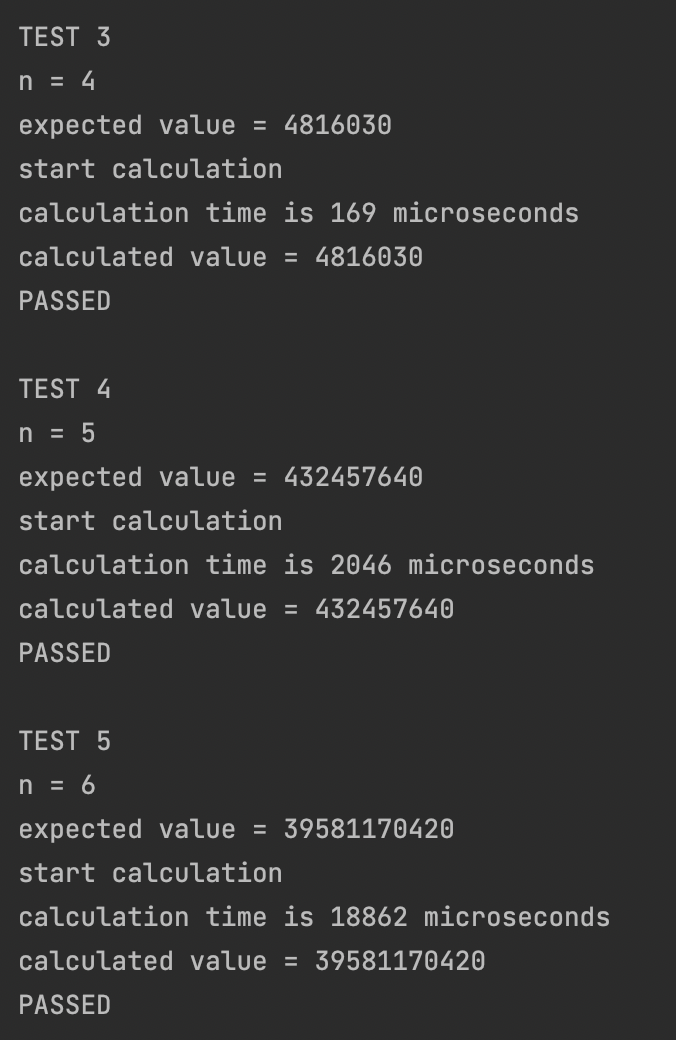 TEST 3
n = 4
expected value = 4816030
start calculation
calculation time is 169 microseconds
calculated value = 4816030
PASSED
TEST 4
n = 5
expected value = 432457640
start calculation
calculation time is 2046 microseconds
calculated value = 432457640
PASSED
TEST 5
n = 6
expected value = 39581170420
start calculation
calculation time is 18862 microseconds
calculated value = 39581170420
PASSED